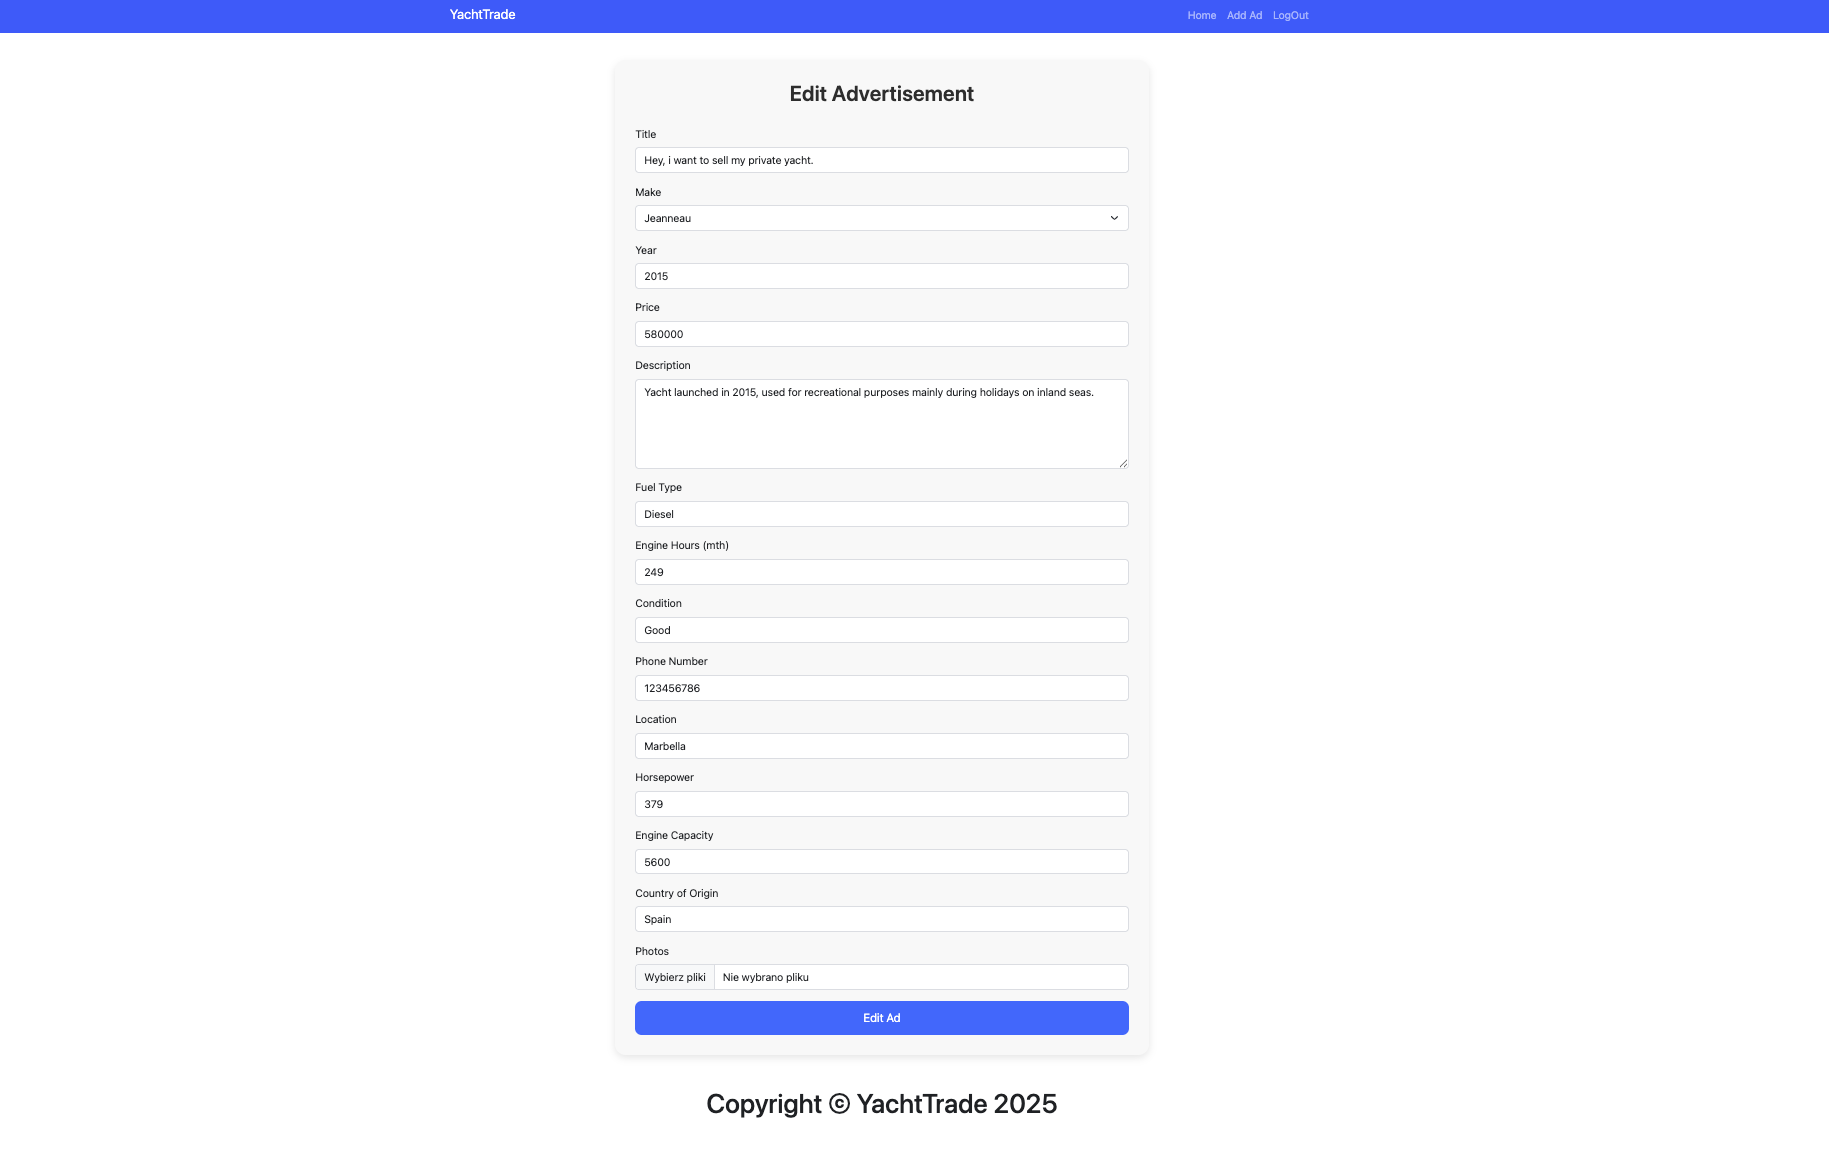 YachtTrade
Home Add Ad LogOut
Edit Advertisement
Title
Hey, i want to sell my private yacht.
Make
Jeanneau
Year
2015
Price
580000
Description
Yacht launched in 2015, used for recreational purposes mainly during holidays on inland seas.
Fuel Type
Diesel
Engine Hours (mth)
249
Condition
Good
Phone Number
123456786
Location
Marbella
Horsepower
379
Engine Capacity
5600
Country of Origin
Spain
Photos
Wybierz pliki Nie wybrano pliku
Edit Ad
Copyright © YachtTrade 2025